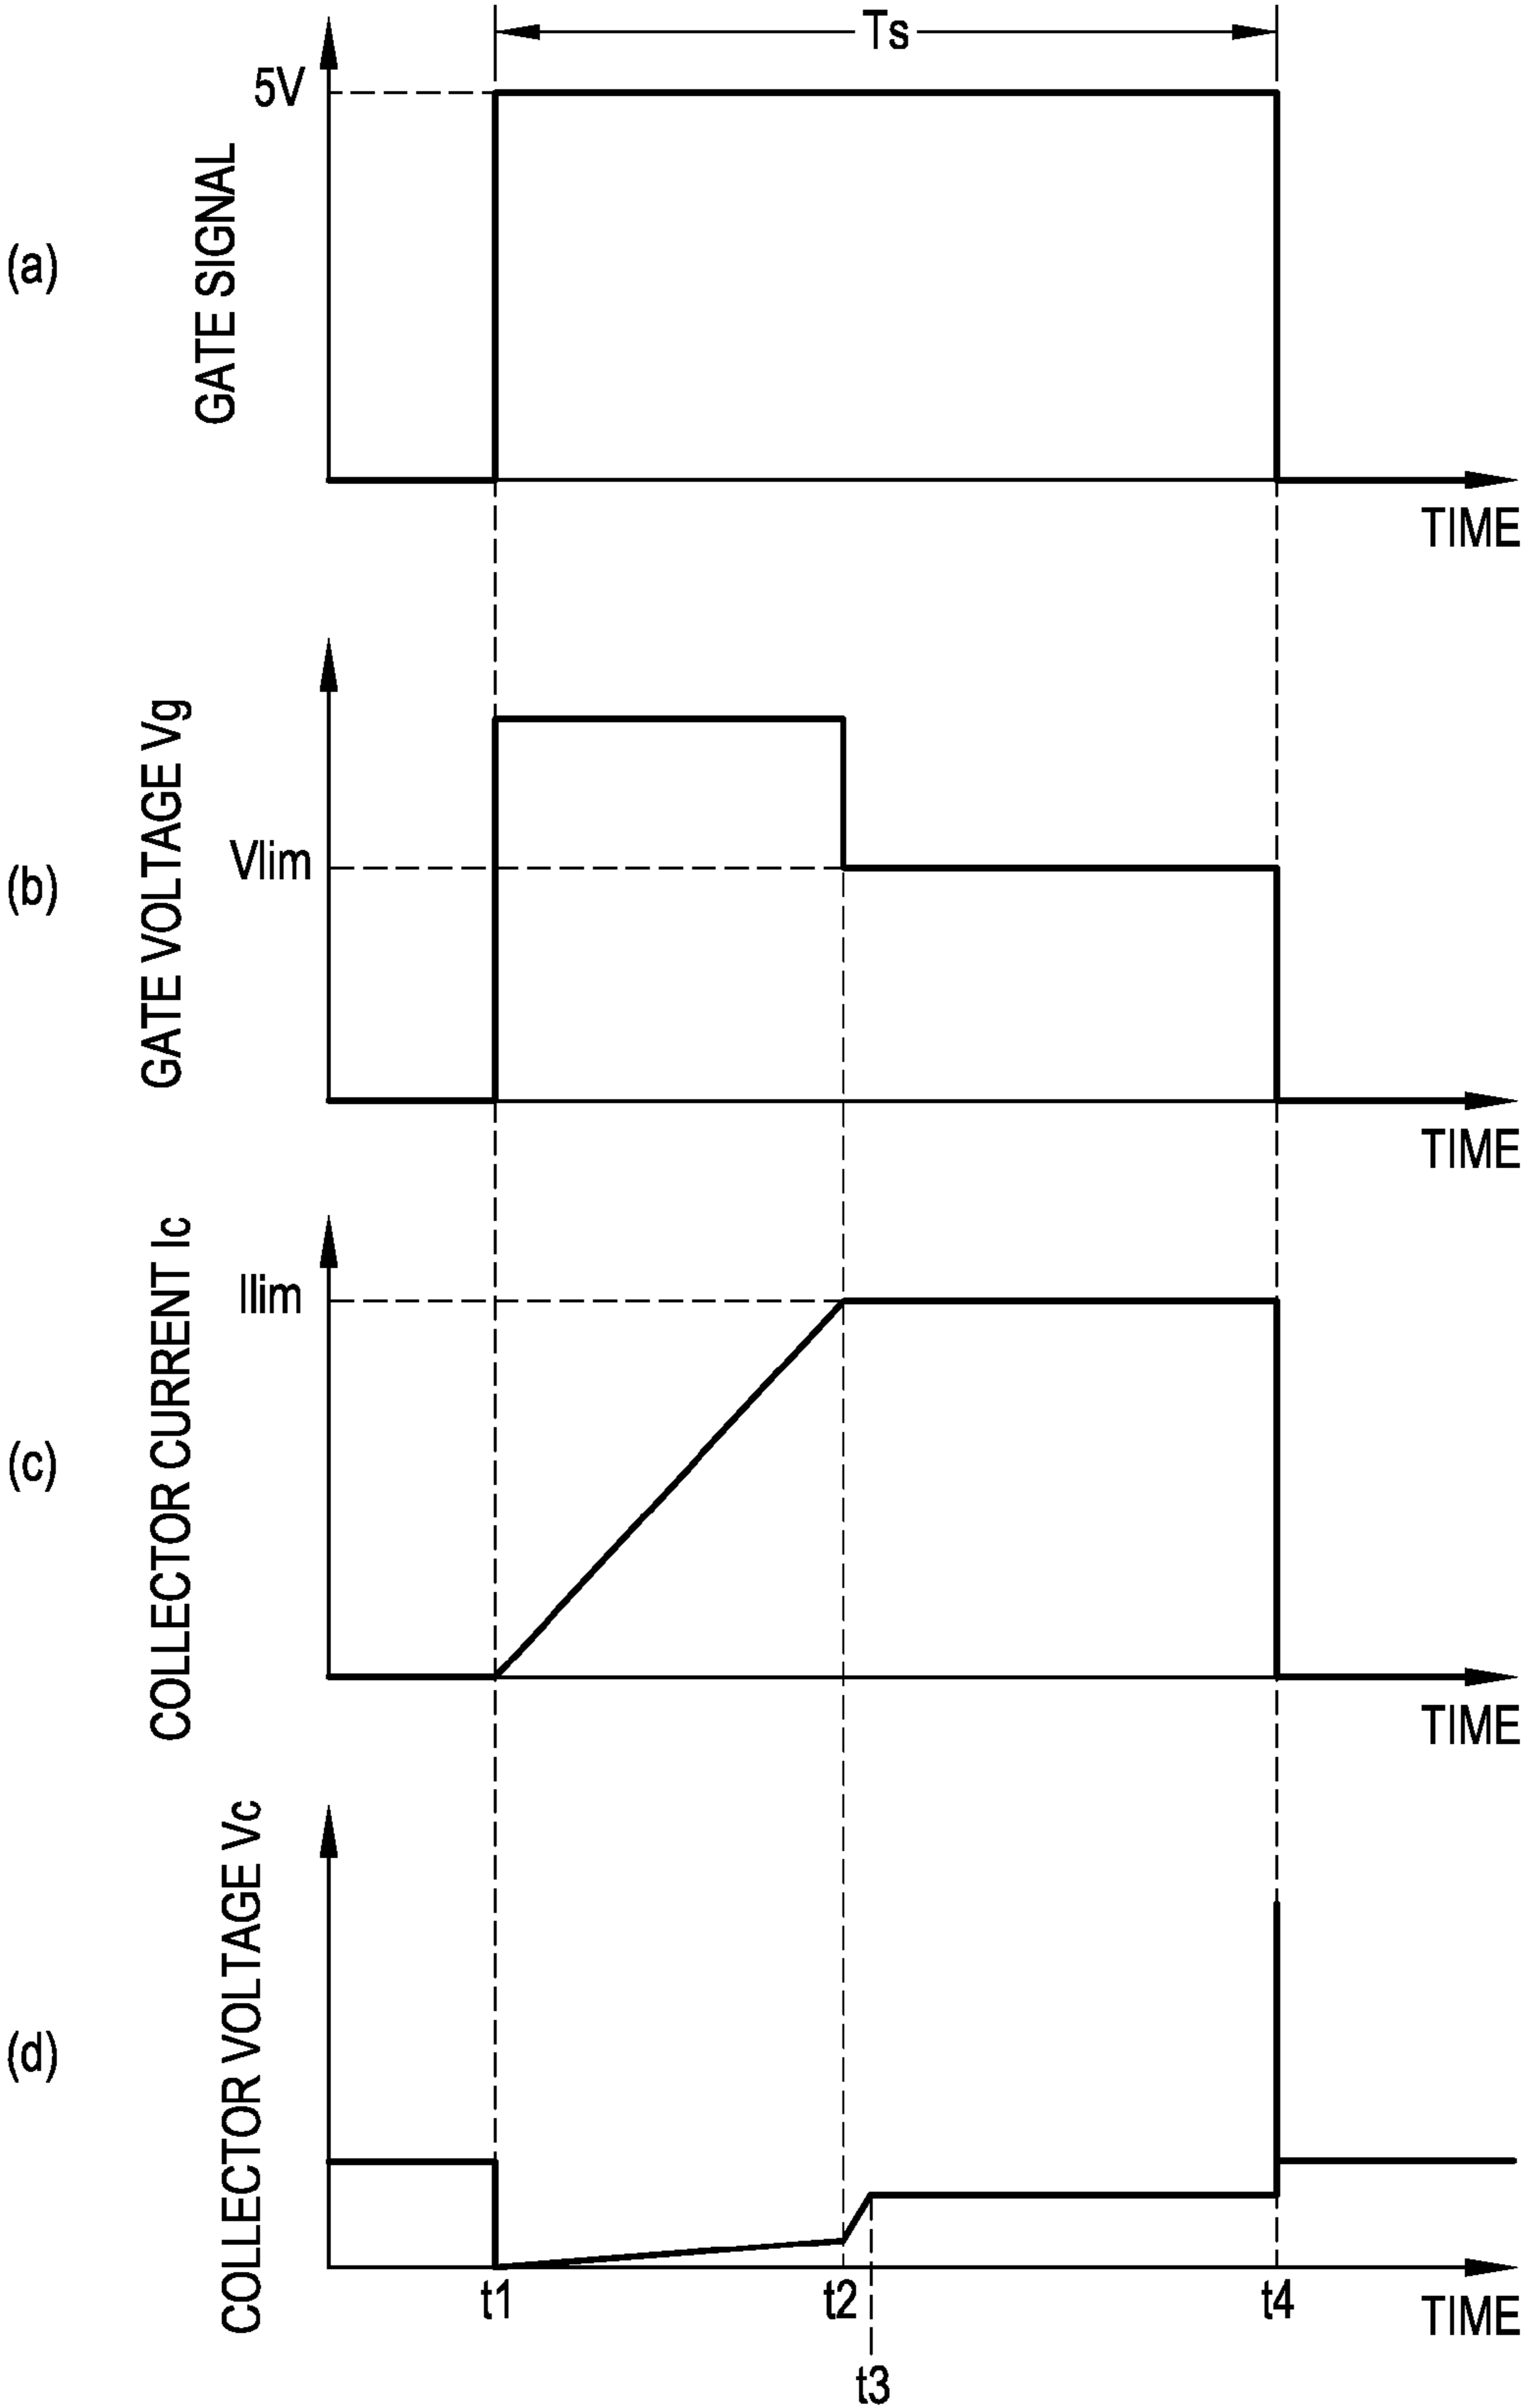 (a)
GATE SIGNAL
5V
Ts
TIME
(b)
GATE VOLTAGE Vg
Vlim
TIME
(c)
COLLECTOR CURRENT Ic
Ilim
TIME
(d)
COLLECTOR VOLTAGE Vc
t1
t2
t3
t4
TIME